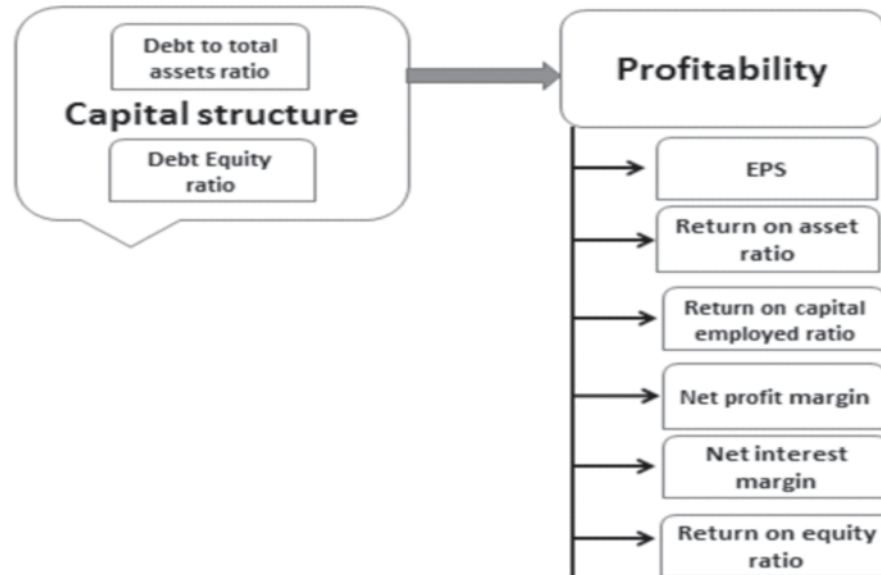 Debt to total
assets ratio
Capital structure
Debt Equity
ratio
Profitability
EPS
Return on asset
ratio
Return on capital
employed ratio
Net profit margin
Net interest
margin
Return on equity
ratio